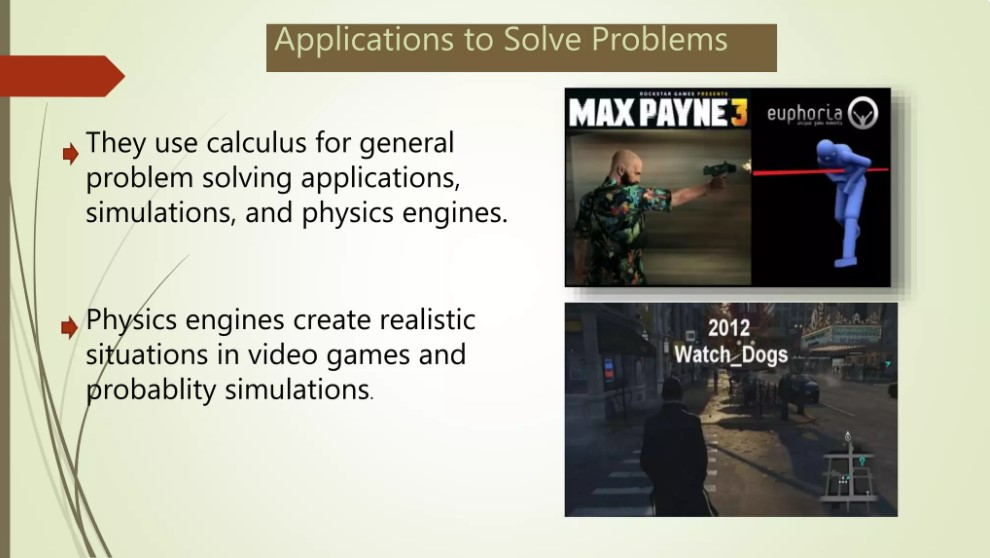 Applications to Solve Problems
They use calculus for general
problem solving applications,
simulations, and physics engines.
Physics engines create realistic
situations in video games and
probablity simulations.
ROCKSTAR GAMES PRESENTS
MAX PAYNE 3
euphoria
2012
Watch_Dogs